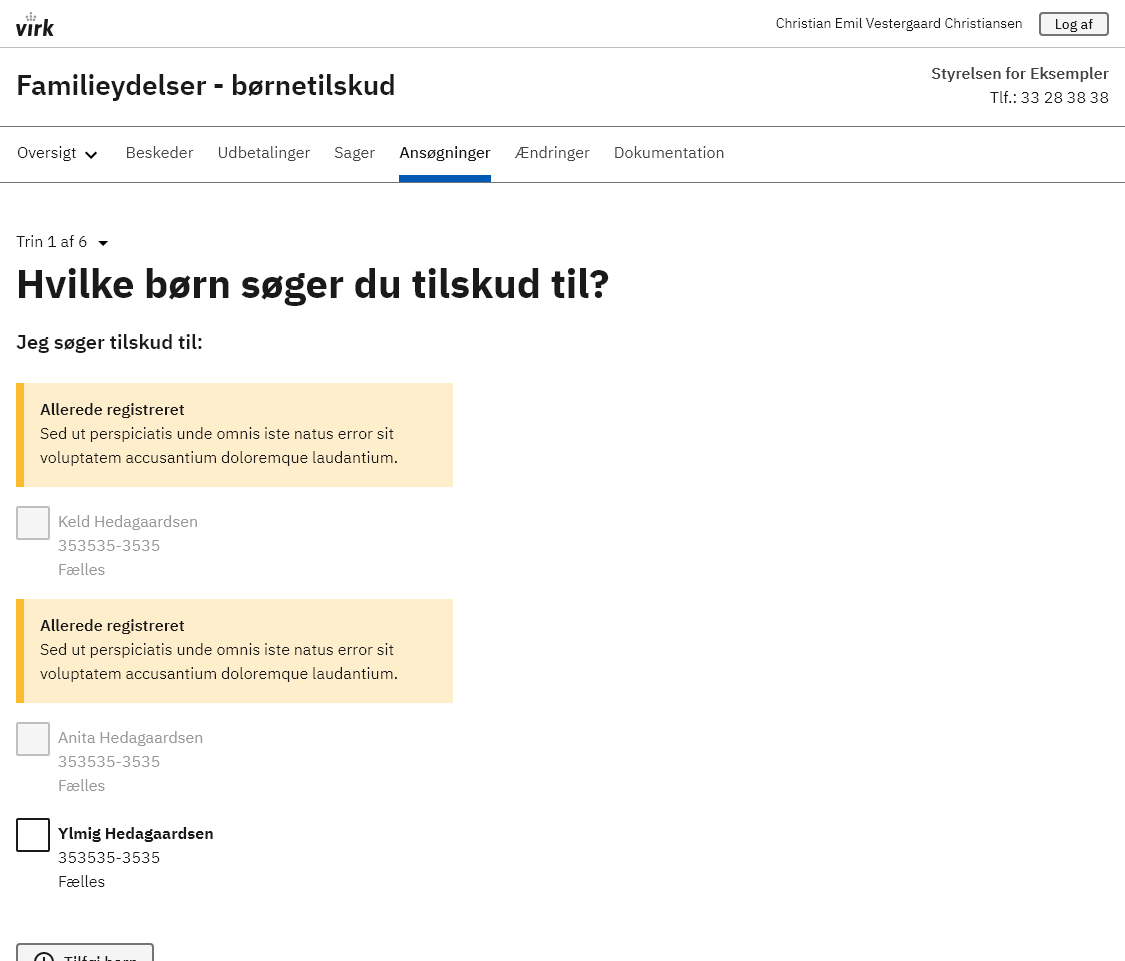 virk
Christian Emil Vestergaard Christiansen
Log af
Familieydelser - børnetilskud
Styrelsen for Eksempler
Tlf.: 33 28 38 38
Oversigt Beskeder Udbetalinger Sager Ansøgninger Ændringer Dokumentation
Trin 1 af 6
Hvilke børn søger du tilskud til?
Jeg søger tilskud til:
Allerede registreret
Sed ut perspiciatis unde omnis iste natus error sit
voluptatem accusantium doloremque laudantium.
Keld Hedagaardsen
353535-3535
Fælles
Allerede registreret
Sed ut perspiciatis unde omnis iste natus error sit
voluptatem accusantium doloremque laudantium.
Anita Hedagaardsen
353535-3535
Fælles
Ylmig Hedagaardsen
353535-3535
Fælles
Tilføj barn